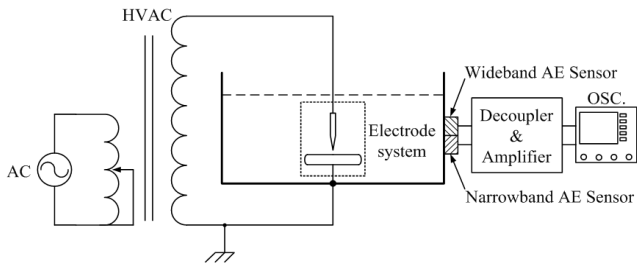 HVAC
AC
Electrode
system
Wideband AE Sensor
Decoupler
&
Amplifier
OSC.
Narrowband AE Sensor